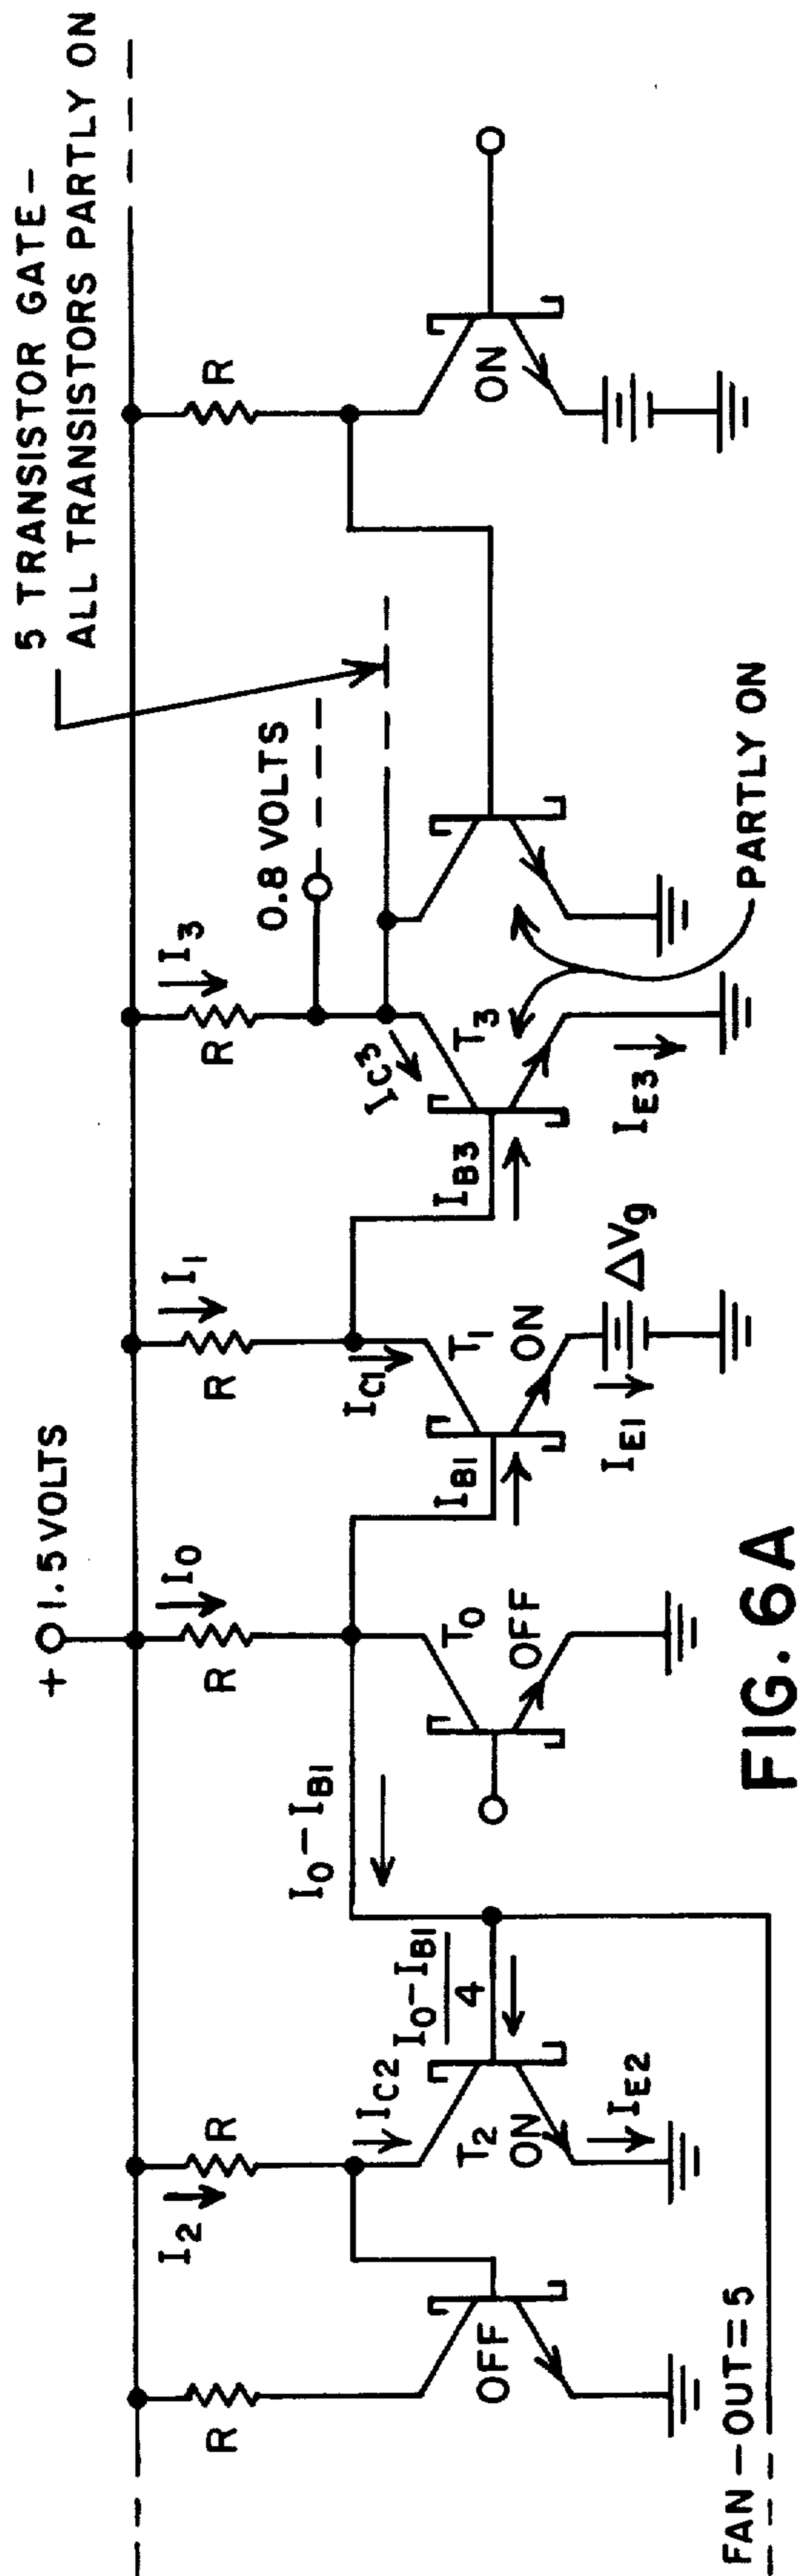 5 TRANSISTOR GATE –
ALL TRANSISTORS PARTLY ON
+ 1.5 VOLTS
0.8 VOLTS
R
I2
R
I0
R
I1
R
I3
R
R
I0–IB1
IC2
I0–IB1
4
IC1
IC3
IB1
IB3
T2
T0
T1
T3
OFF
ON
OFF
ON
ON
IE2
IE1
ΔVg
IE3
FAN–OUT=5
PARTLY ON
FIG. 6A